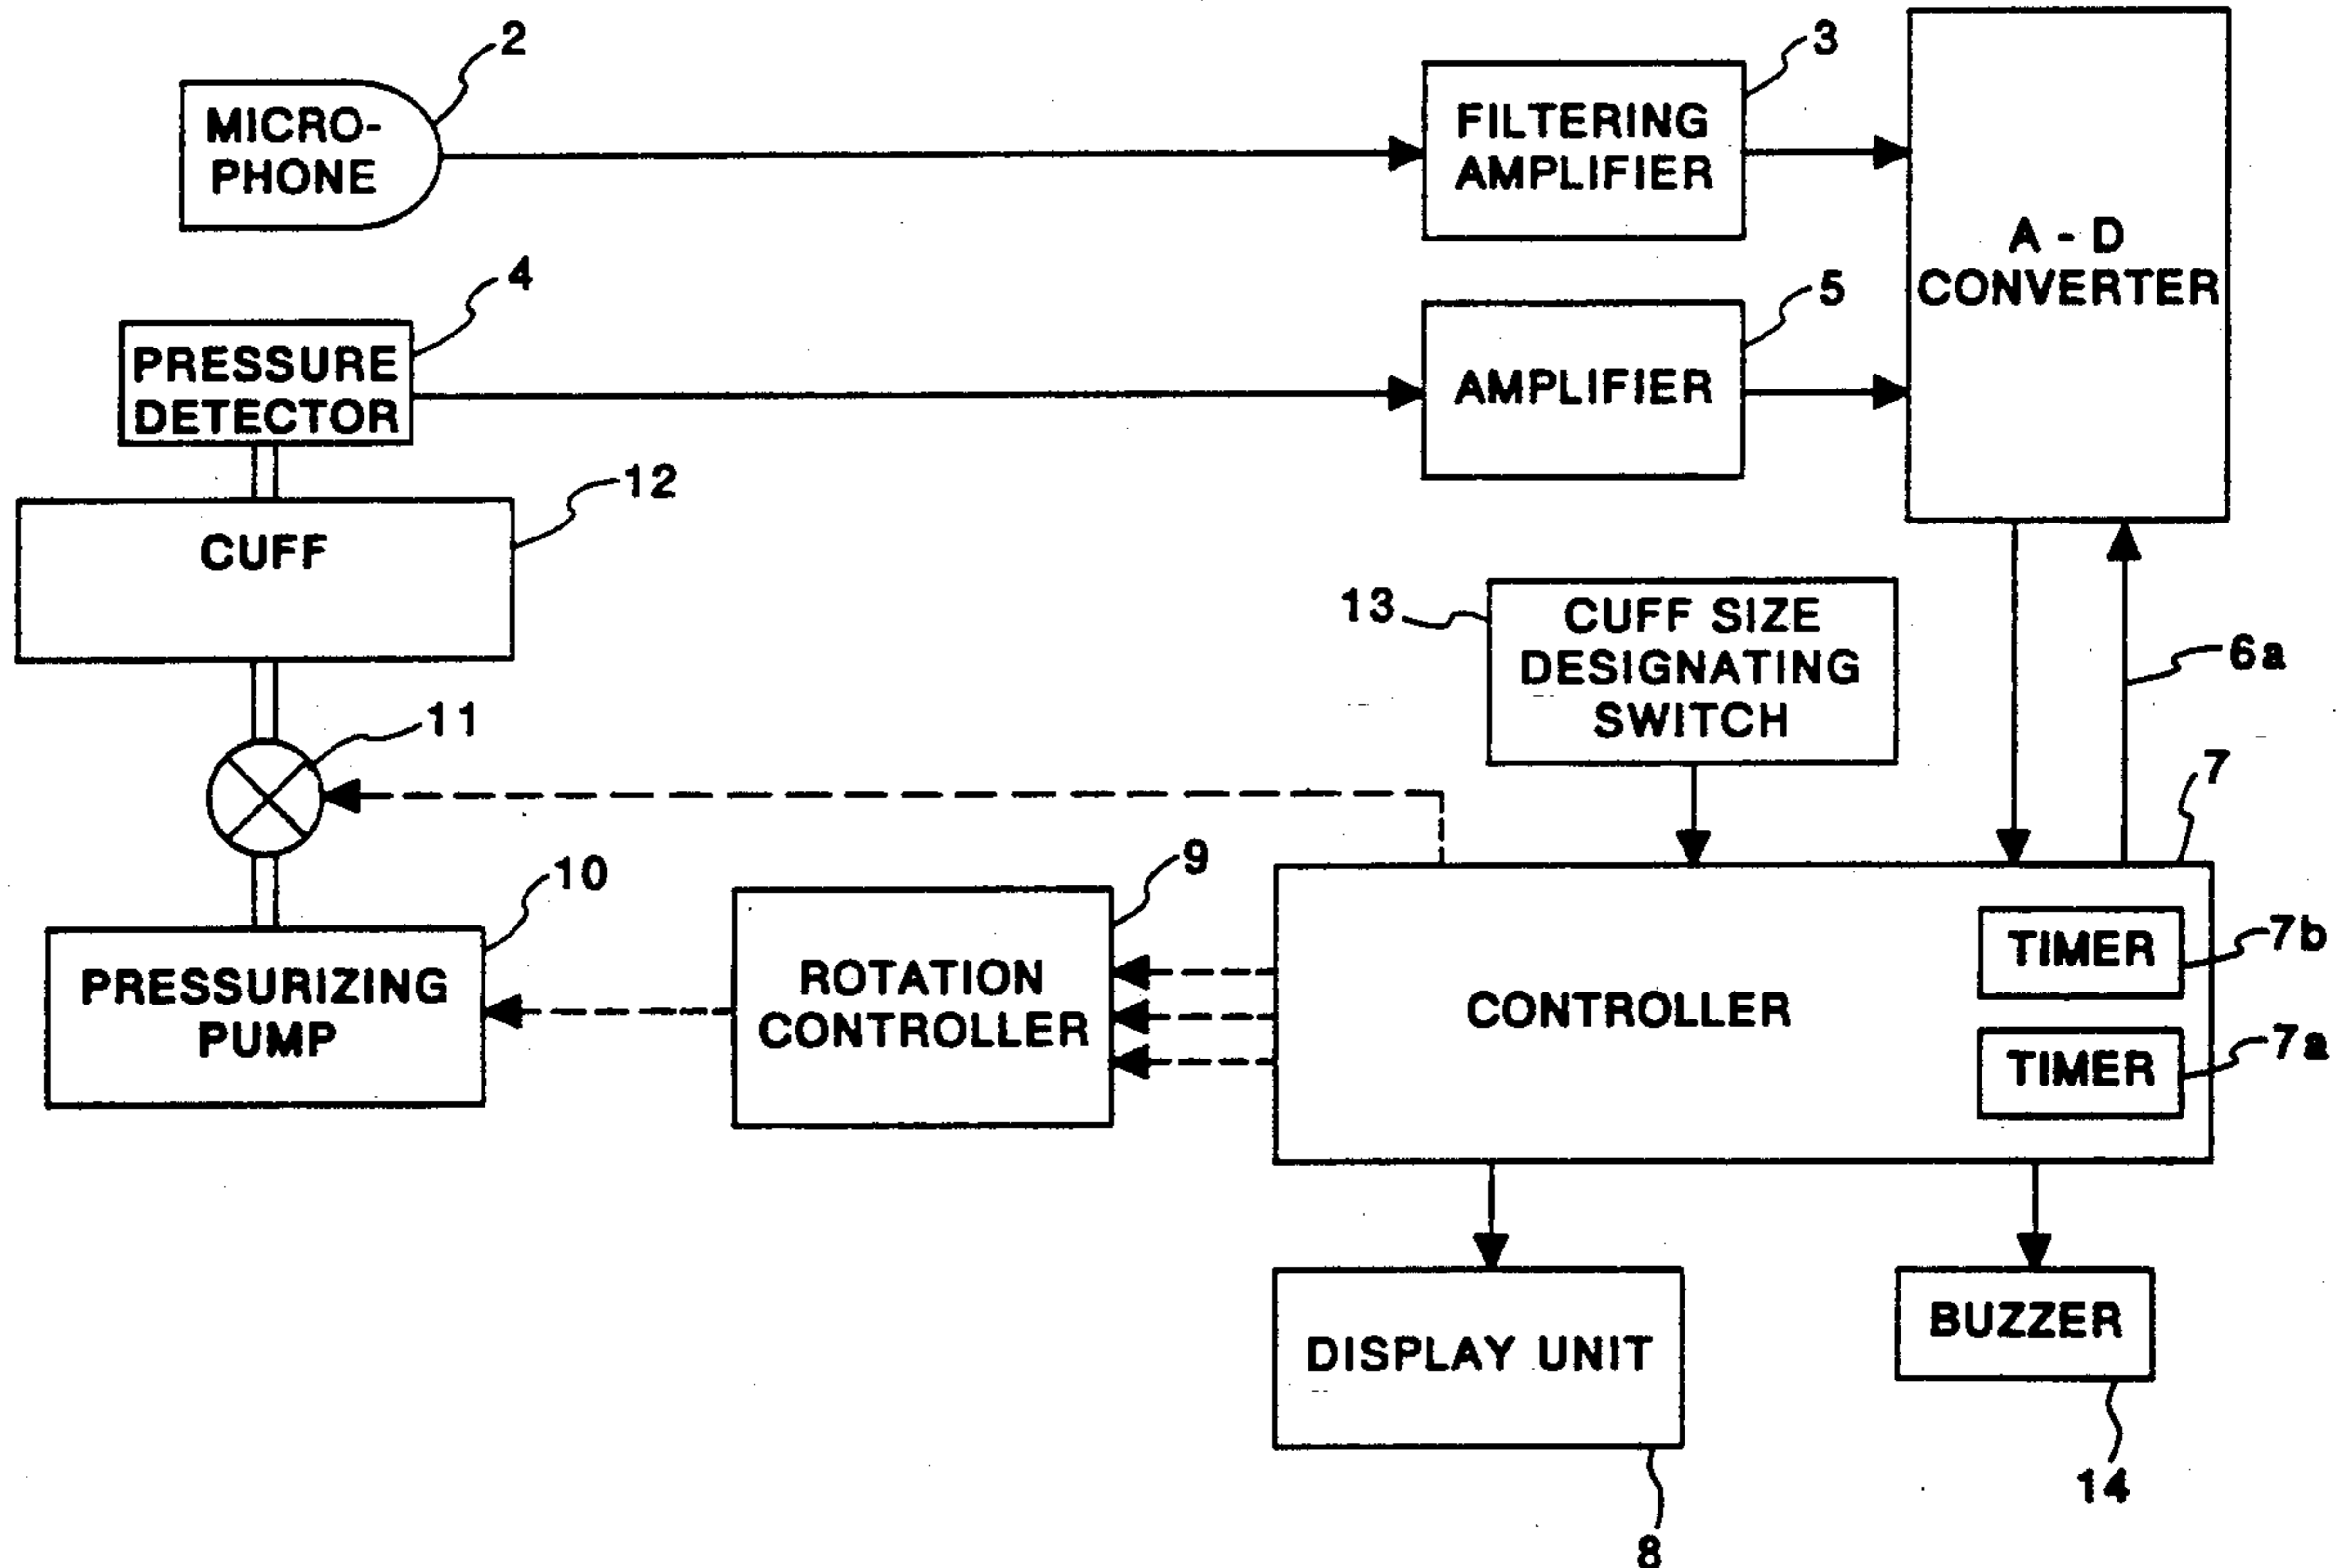 2
MICRO-
PHONE
3
FILTERING
AMPLIFIER
A - D
CONVERTER
4
PRESSURE
DETECTOR
5
AMPLIFIER
12
CUFF
13
CUFF SIZE
DESIGNATING
SWITCH
6a
11
7
10
PRESSURIZING
PUMP
9
ROTATION
CONTROLLER
CONTROLLER
TIMER
7b
TIMER
7a
DISPLAY UNIT
8
BUZZER
14